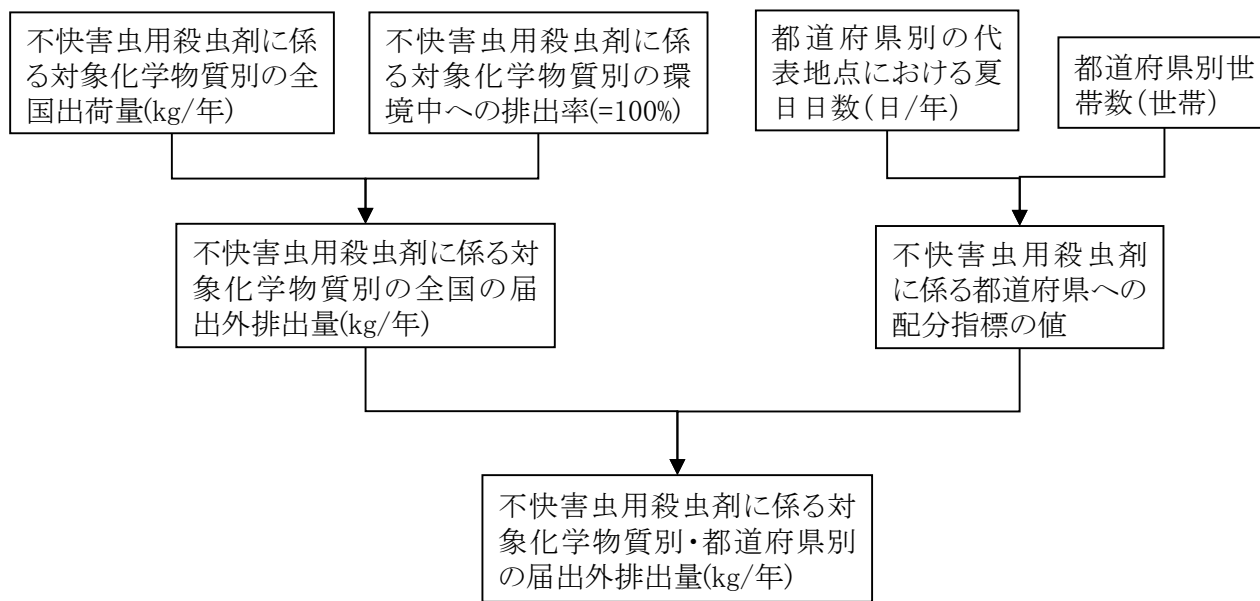 不快害虫用殺虫剤に係
る対象化学物質別の全
国出荷量(kg/年)
不快害虫用殺虫剤に係
る対象化学物質別の環
境中への排出率(=100%)
都道府県別の代
表地点における夏
日日数(日/年)
都道府県別世
帯数(世帯)
不快害虫用殺虫剤に係る対
象化学物質別の全国の届
出外排出量(kg/年)
不快害虫用殺虫剤
に係る都道府県への
配分指標の値
不快害虫用殺虫剤に係る対
象化学物質別・都道府県別
の届出外排出量(kg/年)